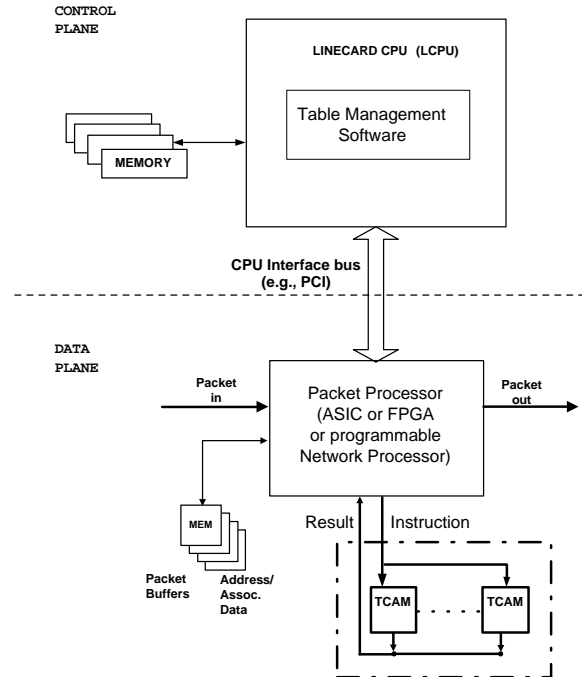 CONTROL
PLANE
LINECARD CPU (LCPU)
Table Management
Software
MEMORY
CPU Interface bus
(e.g., PCI)
DATA
PLANE
Packet
in
Packet Processor
(ASIC or FPGA
or programmable
Network Processor)
Packet
out
MEM
Result
Instruction
Packet
Buffers
Address/
Assoc.
Data
TCAM
TCAM